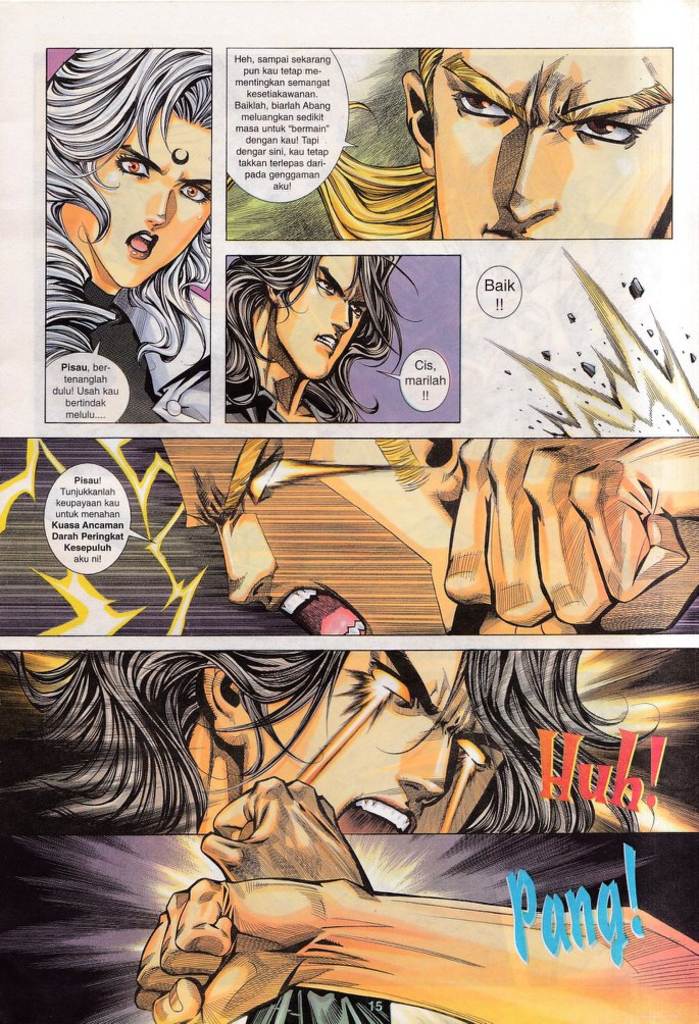 Heh, sampai sekarang
pun kau tetap me-
mentingkan semangat
kesetiakawanan.
Baiklah, biarlah Abang
meluangkan sedikit
masa untuk "bermain"
dengan kau! Tapi
dengar sini, kau tetap
takkan terlepas dari-
pada genggaman
aku!
Pisau, ber-
tenanglah
dulu! Usah kau
bertindak
melulu....
Cis,
marilah
!!
Baik
!!
Pisau!
Tunjukkanlah
keupayaan kau
untuk menahan
Kuasa Ancaman
Darah Peringkat
Kesepuluh
aku ni!
Huh!
Pang!
15